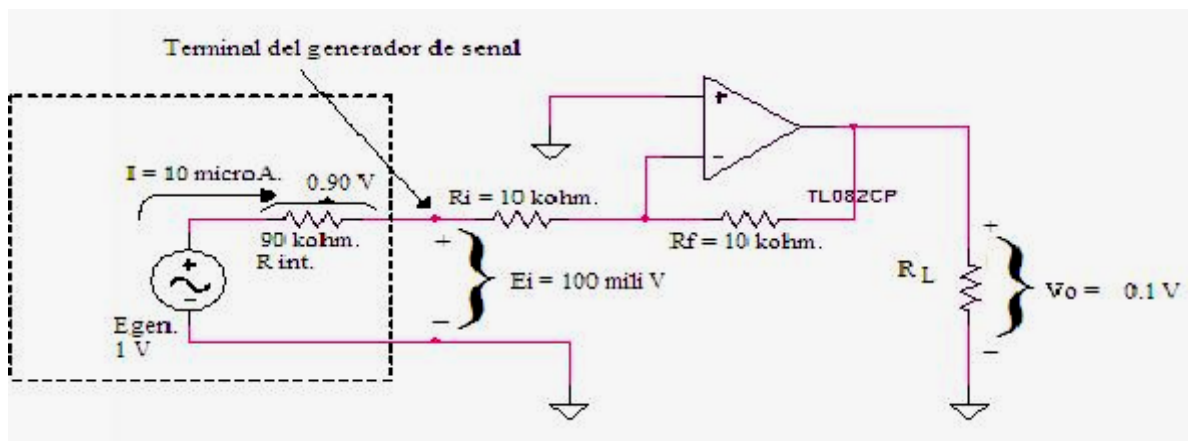 Terminal del generador de senal
I = 10 microA.
0.90 V
Ri = 10 kohm.
+
-
TL082CP
90 kohm.
R int.
Rf = 10 kohm.
+
-
Egen.
1 V
+
Ei = 100 mili V
-
R L
+
Vo = 0.1 V
-